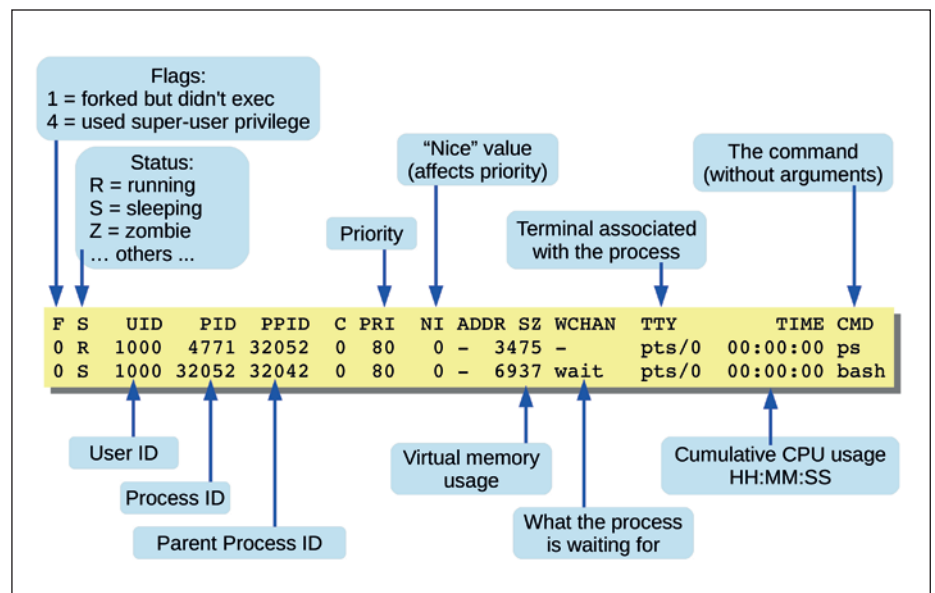 Flags:
1 = forked but didn't exec
4 = used super-user privilege
Status:
R = running
S = sleeping
Z = zombie
… others ...
Priority
“Nice” value
(affects priority)
Terminal associated
with the process
The command
(without arguments)
F S UID PID PPID C PRI NI ADDR SZ WCHAN TTY TIME CMD
0 R 1000 4771 32052 0 80 0 - 3475 - pts/0 00:00:00 ps
0 S 1000 32052 32042 0 80 0 - 6937 wait pts/0 00:00:00 bash
User ID
Process ID
Parent Process ID
Virtual memory
usage
What the process
is waiting for
Cumulative CPU usage
HH:MM:SS